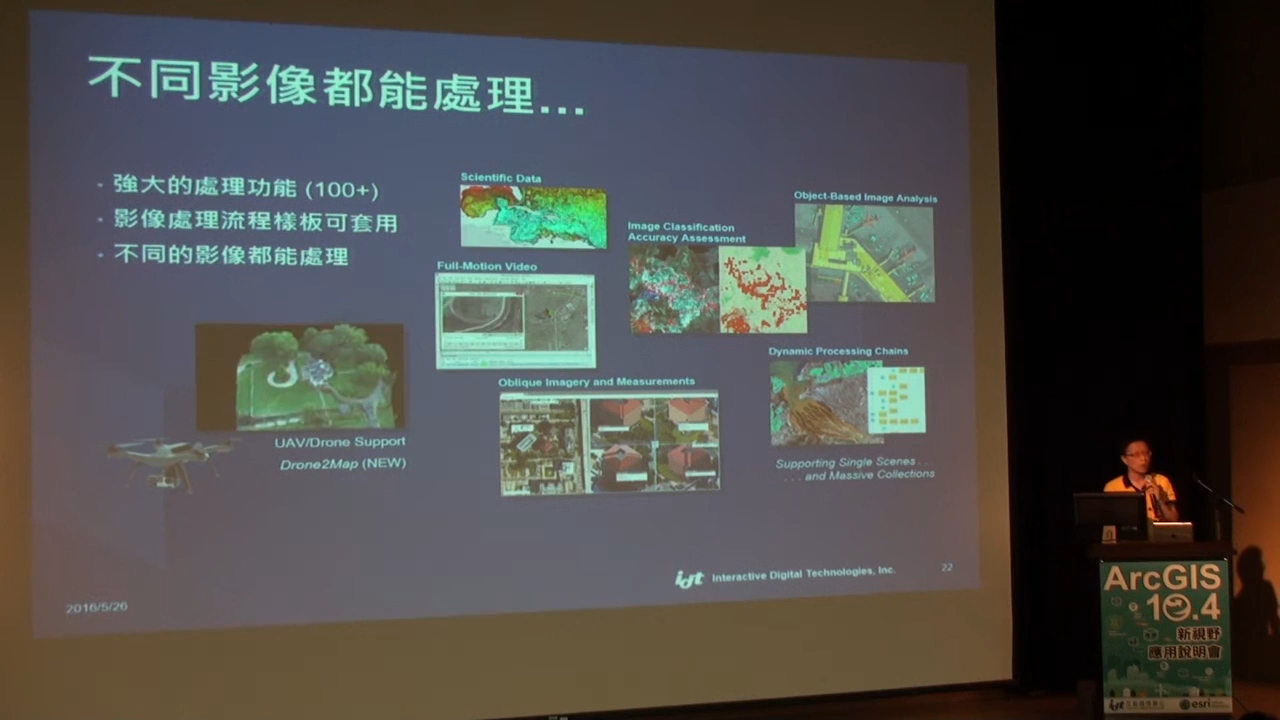 不同影像都能處理...
- 強大的處理功能 (100+)
- 影像處理流程樣板可套用
- 不同的影像都能處理
Scientific Data
Object-Based Image Analysis
Image Classification
Accuracy Assessment
Full-Motion Video
Dynamic Processing Chains
Oblique Imagery and Measurements
UAV/Drone Support
Drone2Map (NEW)
Supporting Single Scenes . . .
. . . and Massive Collections
idt Interactive Digital Technologies, Inc.
22
2016/5/26
ArcGIS
10.4
新視野
應用說明會
idt
esri